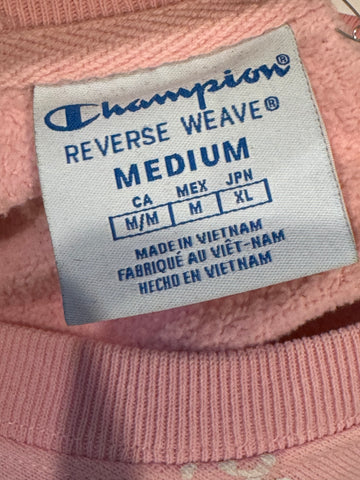 Champion®
REVERSE WEAVE®
MEDIUM
CA MEX JPN
M/M M XL
MADE IN VIETNAM
FABRIQUÉ AU VIÊT-NAM
HECHO EN VIETNAM